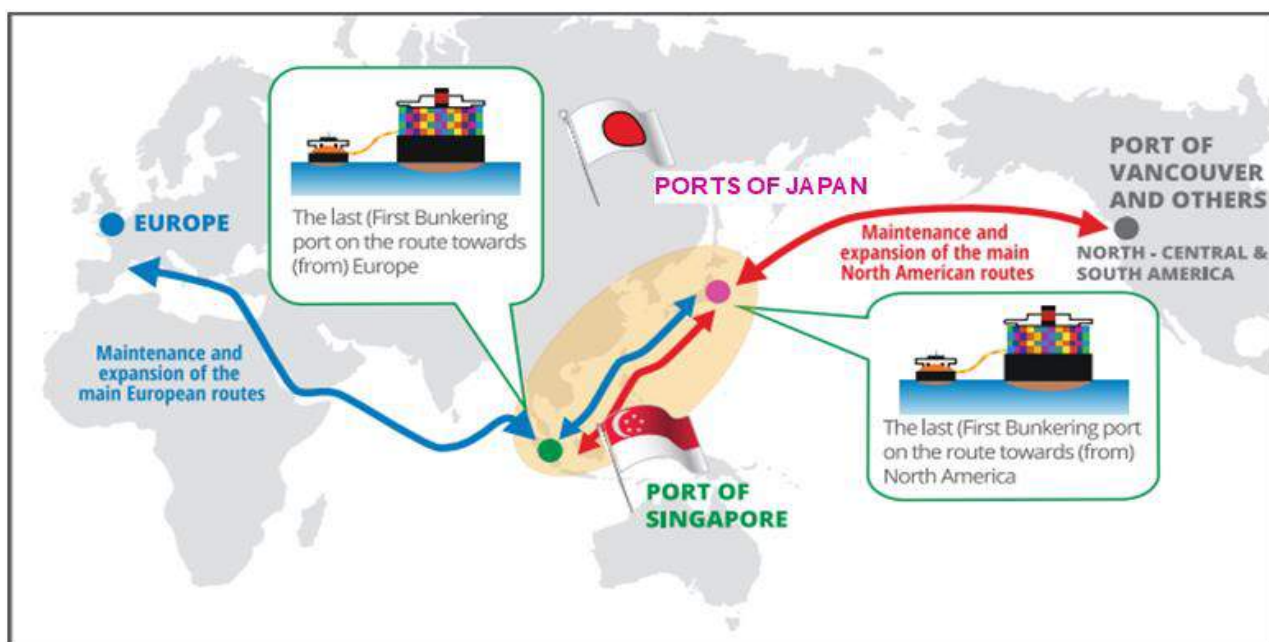 The last (First Bunkering
port on the route towards
(from) Europe
EUROPE
Maintenance and
expansion of the
main European routes
PORTS OF JAPAN
PORT OF
VANCOUVER
AND OTHERS
NORTH - CENTRAL &
SOUTH AMERICA
Maintenance and
expansion of the main
North American routes
The last (First Bunkering port
on the route towards (from)
North America
PORT OF
SINGAPORE